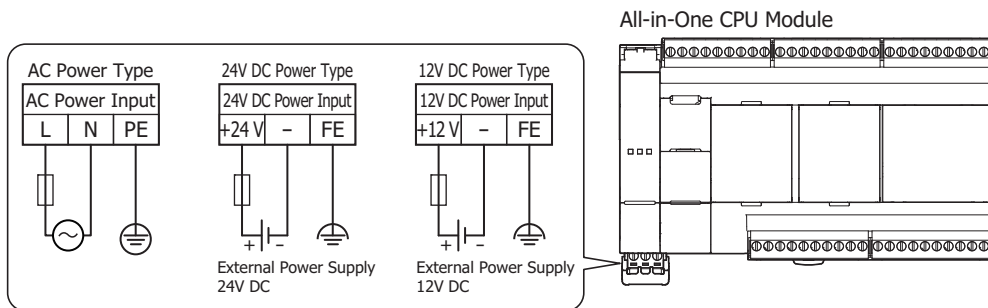 All-in-One CPU Module
AC Power Type
AC Power Input
L N PE
24V DC Power Type
24V DC Power Input
+24 V – FE
+ –
External Power Supply
24V DC
12V DC Power Type
12V DC Power Input
+12 V – FE
+ –
External Power Supply
12V DC